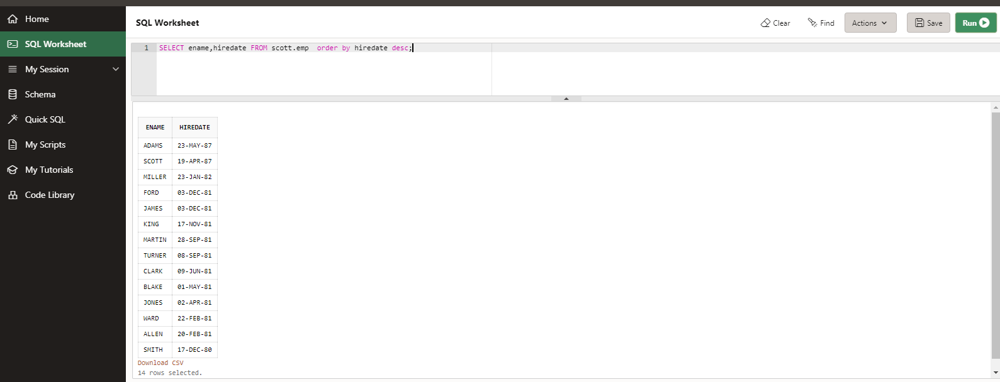 Home
SQL Worksheet
My Session
Schema
Quick SQL
My Scripts
My Tutorials
Code Library
SQL Worksheet
Clear
Find
Actions
Save
Run
1 SELECT ename,hiredate FROM scott.emp  order by hiredate desc;
ENAME HIREDATE
ADAMS 23-MAY-87
SCOTT 19-APR-87
MILLER 23-JAN-82
FORD 03-DEC-81
JAMES 03-DEC-81
KING 17-NOV-81
MARTIN 28-SEP-81
TURNER 08-SEP-81
CLARK 09-JUN-81
BLAKE 01-MAY-81
JONES 02-APR-81
WARD 22-FEB-81
ALLEN 20-FEB-81
SMITH 17-DEC-80
Download CSV
14 rows selected.